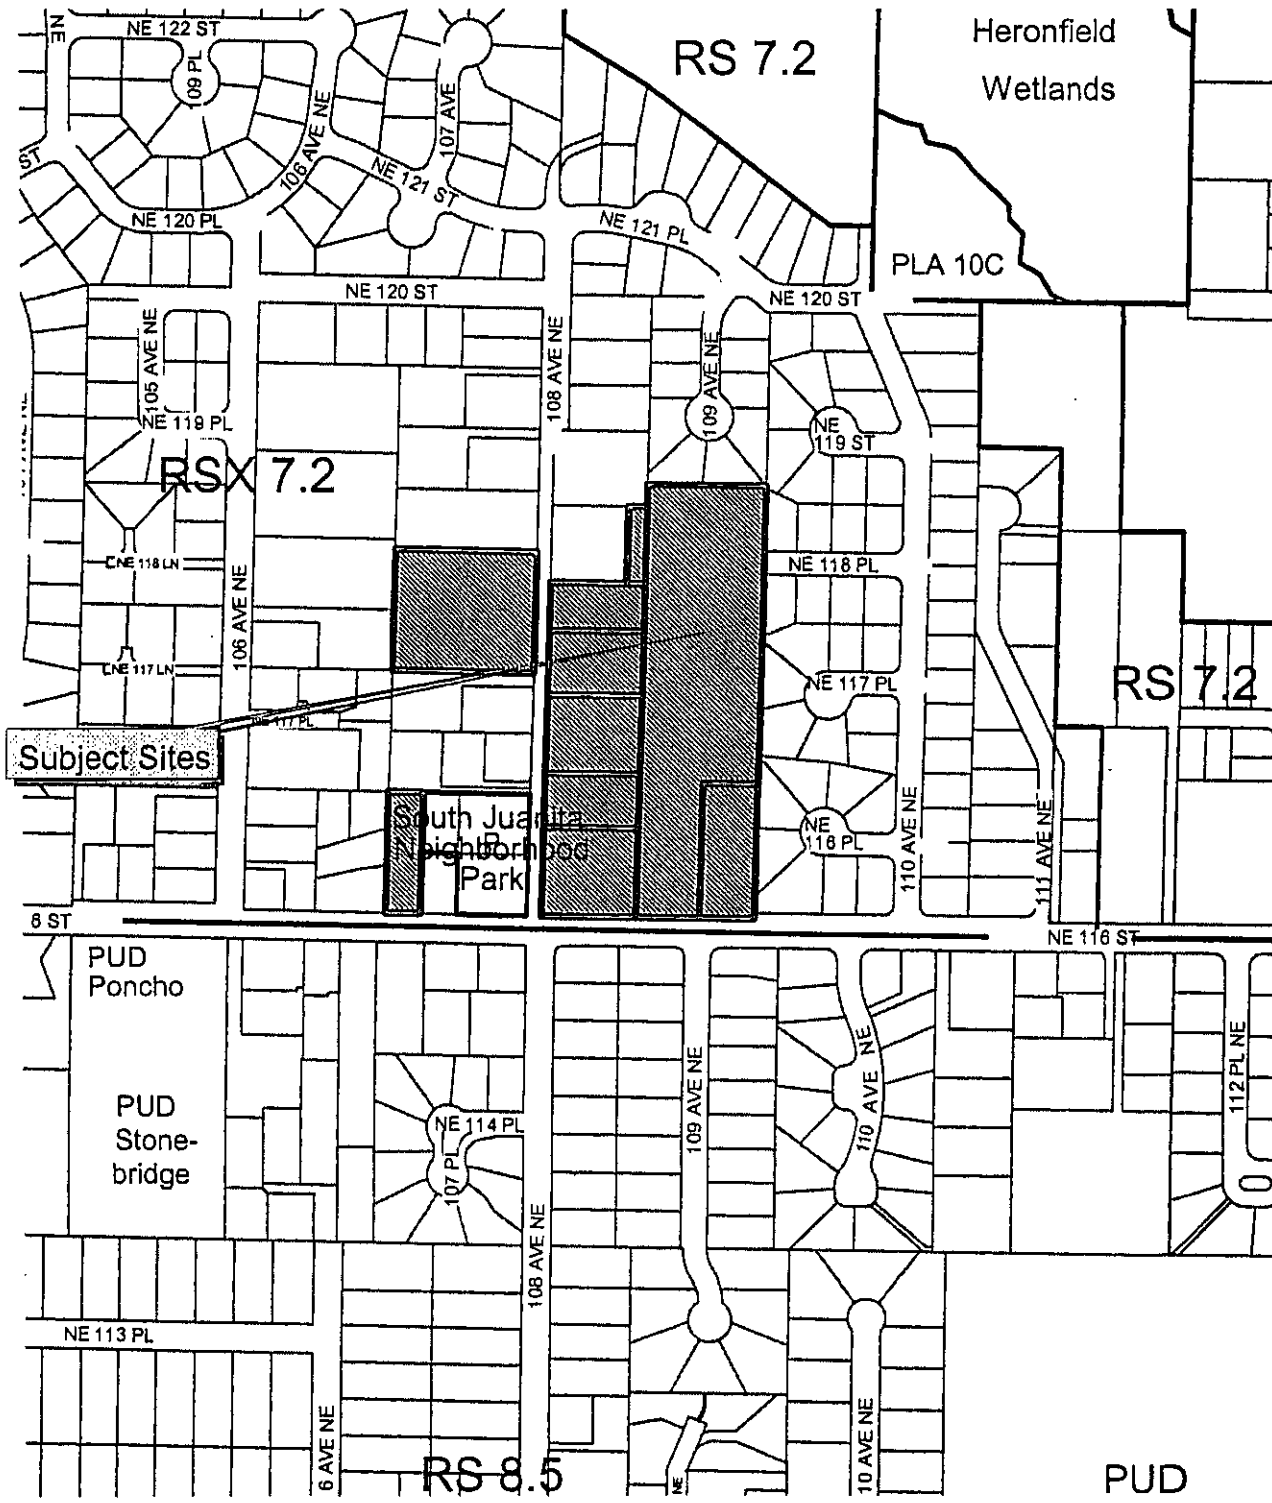 NE
NE 122 ST
109 PL
107 AVE
RS 7.2
Heronfield
Wetlands
ST
106 AVE NE
NE 121 ST
NE 120 PL
NE 121 PL
PLA 10C
NE 120 ST
NE 120 ST
105 AVE NE
108 AVE NE
109 AVE NE
NE 119 PL
NE
119 ST
RSX 7.2
NE 118 LN
NE 118 PL
106 AVE NE
NE 117 LN
NE 117 PL
RS 7.2
NE 117 PL
Subject Sites
South Juanita
Neighborhood
Park
P
NE
116 PL
110 AVE NE
111 AVE NE
8 ST
NE 116 ST
PUD
Poncho
109 AVE NE
110 AVE NE
112 PL NE
PUD
Stone-
bridge
NE 114 PL
107 PL
108 AVE NE
NE 113 PL
6 AVE NE
RS 8.5
NE
10 AVE NE
PUD